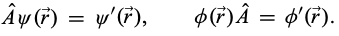 Âψ(r⃗) = ψ′(r⃗), ϕ(r⃗)Â = ϕ′(r⃗).